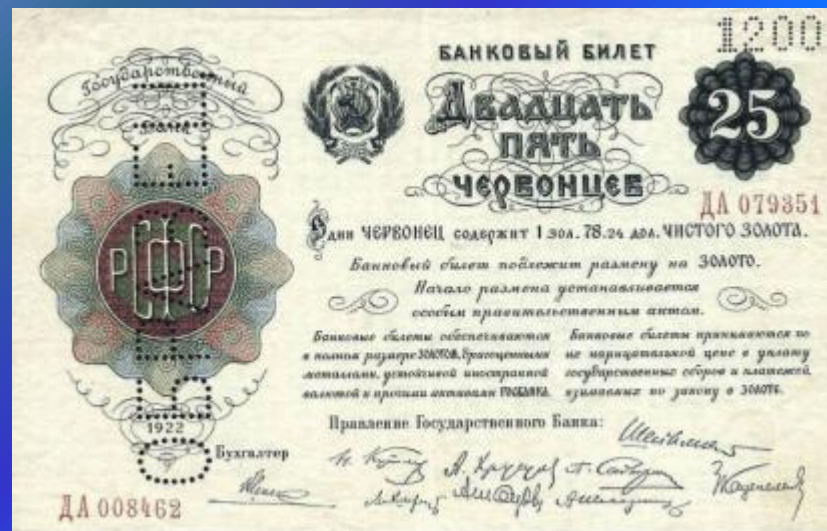 1200
БАНКОВЫЙ БИЛЕТ
Государственный
Банк
ДВАДЦАТЬ
ПЯТЬ
ЧЕРВОНЦЕВ
25
ДА 079351
Один ЧЕРВОНЕЦ содержит 1 зол. 78.24 дол. ЧИСТОГО ЗОЛОТА.
Банковый билет подлежит размену на ЗОЛОТО.
Начало размена устанавливается
особым правительственным актом.
РСФСР
Банковые билеты обеспечиваются
в полном размере ЗОЛОТОМ, драгоценными
металлами, устойчивой иностранной
валютой и прочими активами ГОСБАНКА.
Банковые билеты принимаются по
их нарицательной цене в уплату
государственных сборов и платежей,
взимаемых по закону в ЗОЛОТЕ.
1922
Правление Государственного Банка:
Бухгалтер
ДА 008462